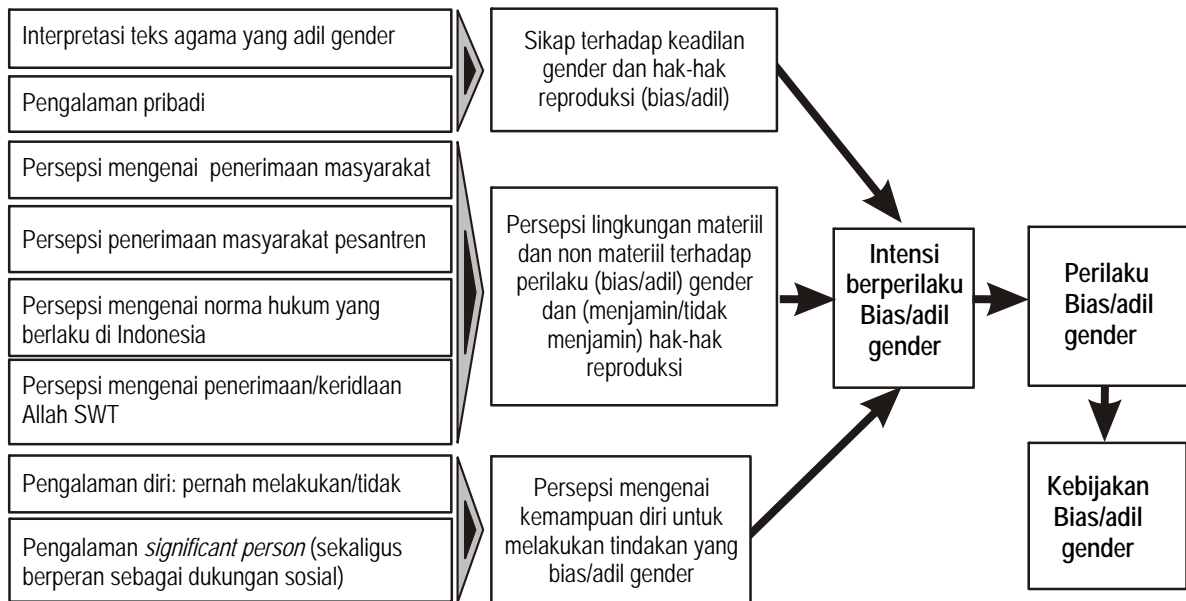 Interpretasi teks agama yang adil gender
Pengalaman pribadi
Persepsi mengenai penerimaan masyarakat
Persepsi penerimaan masyarakat pesantren
Persepsi mengenai norma hukum yang
berlaku di Indonesia
Persepsi mengenai penerimaan/keridlaan
Allah SWT
Pengalaman diri: pernah melakukan/tidak
Pengalaman significant person (sekaligus
berperan sebagai dukungan sosial)
Sikap terhadap keadilan
gender dan hak-hak
reproduksi (bias/adil)
Persepsi lingkungan materiil
dan non materiil terhadap
perilaku (bias/adil) gender
dan (menjamin/tidak
menjamin) hak-hak
reproduksi
Persepsi mengenai
kemampuan diri untuk
melakukan tindakan yang
bias/adil gender
Intensi
berperilaku
Bias/adil
gender
Perilaku
Bias/adil
gender
Kebijakan
Bias/adil
gender